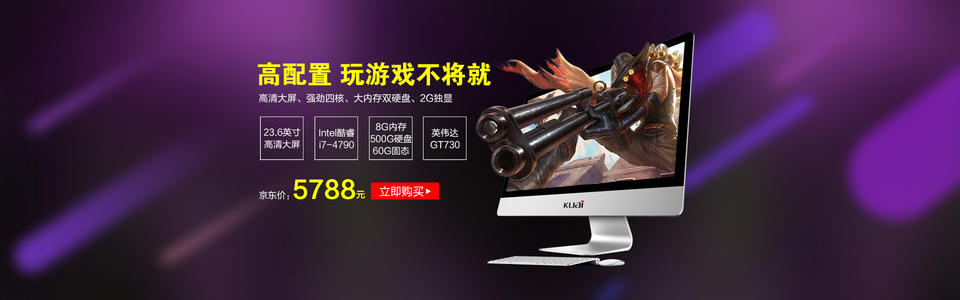 高配置 玩游戏不将就
高清大屏、强劲四核、大内存双硬盘、2G独显
23.6英寸
高清大屏
Intel酷睿
i7-4790
8G内存
500G硬盘
60G固态
英伟达
GT730
京东价：5788元 立即购买
KUai